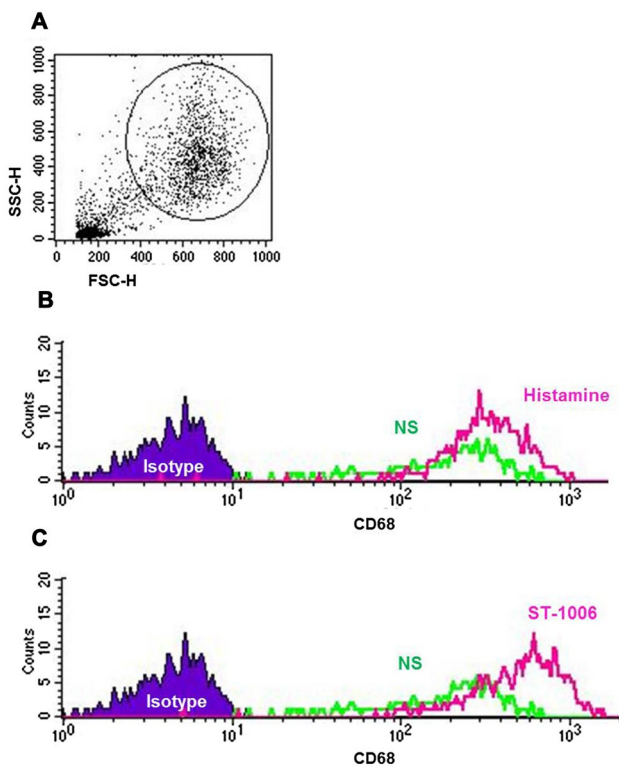 A
1000
800
600
400
200
0
SSC-H
0 200 400 600 800 1000
FSC-H
B
20
15
10
5
0
Counts
Histamine
NS
Isotype
10⁰ 10¹ 10² 10³
CD68
C
20
15
10
5
0
Counts
ST-1006
NS
Isotype
10⁰ 10¹ 10² 10³
CD68